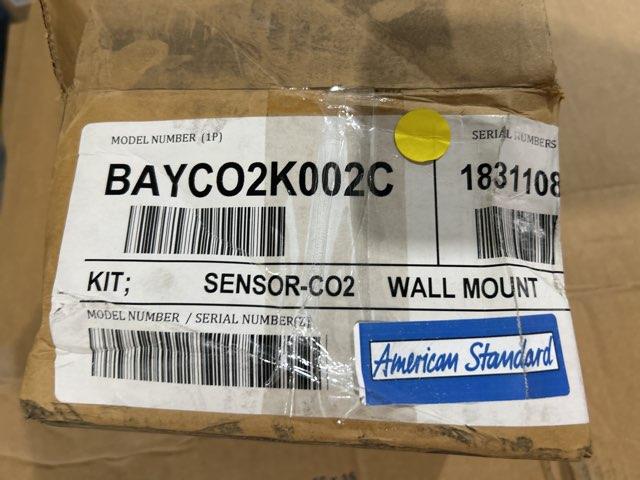 MODEL NUMBER (1P)
SERIAL NUMBERS
BAYCO2K002C
1831108
KIT; SENSOR-CO2 WALL MOUNT
MODEL NUMBER / SERIAL NUMBER(Z)
American Standard